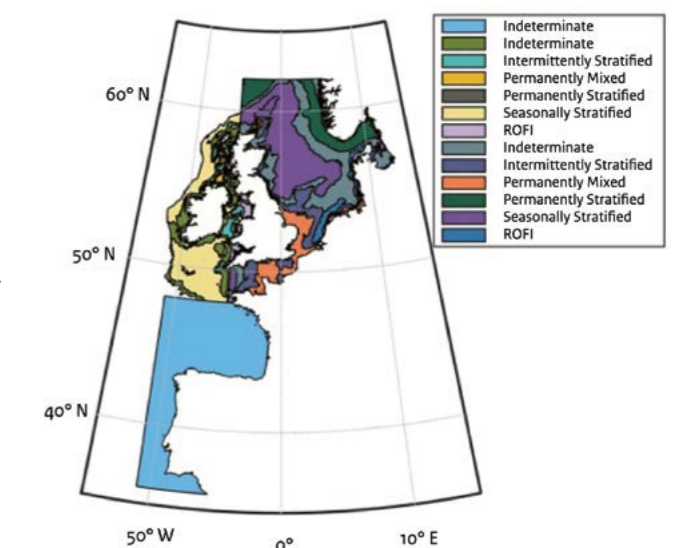 Indeterminate
Indeterminate
Intermittently Stratified
Permanently Mixed
Permanently Stratified
Seasonally Stratified
ROFI
Indeterminate
Intermittently Stratified
Permanently Mixed
Permanently Stratified
Seasonally Stratified
ROFI
60° N
50° N
40° N
50° W
0°
10° E